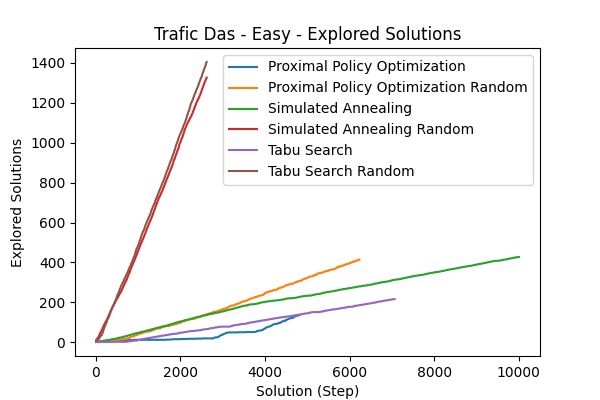 Trafic Das - Easy - Explored Solutions
1400
1200
1000
800
600
400
200
0
Explored Solutions
Proximal Policy Optimization
Proximal Policy Optimization Random
Simulated Annealing
Simulated Annealing Random
Tabu Search
Tabu Search Random
0 2000 4000 6000 8000 10000
Solution (Step)